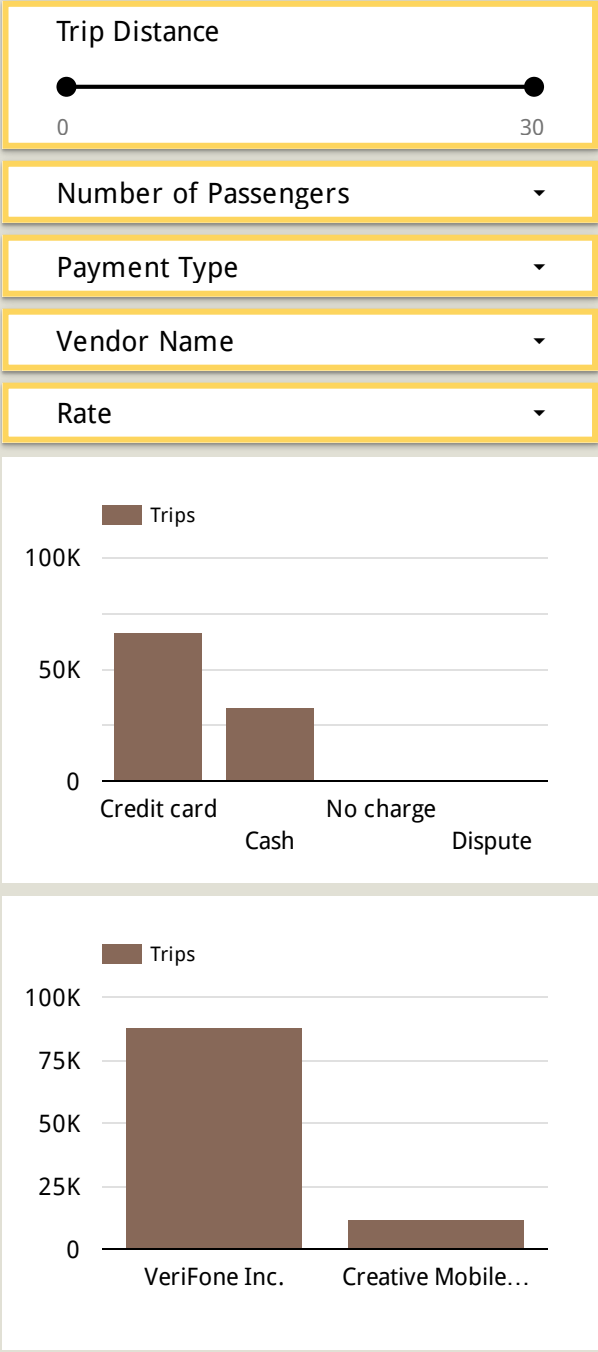 Trip Distance
0 30
Number of Passengers
Payment Type
Vendor Name
Rate
Trips
100K
50K
0
Credit card No charge
Cash Dispute
Trips
100K
75K
50K
25K
0
VeriFone Inc. Creative Mobile...